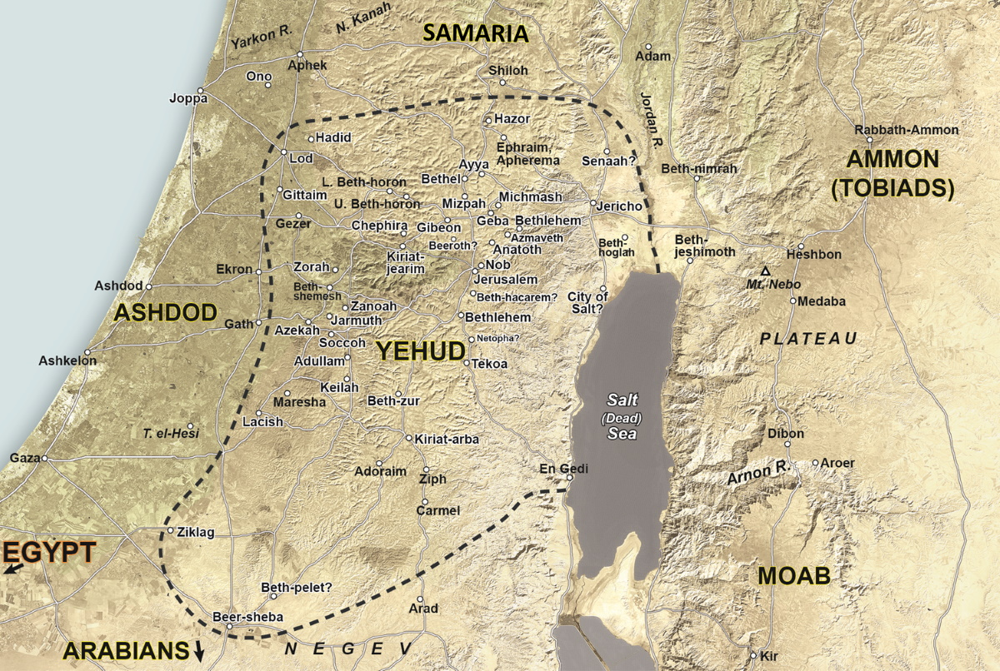 SAMARIA
N. Kanah
Yarkon R.
Aphek
Ono
Joppa
Shiloh
Adam
Jordan R.
Rabbath-Ammon
AMMON
(TOBIADS)
Hazor
Hadid
Lod
Ephraim,
Apherema
Senaah?
Ayya
Bethel
Beth-nimrah
L. Beth-horon
Gittaim
U. Beth-horon
Mizpah
Michmash
Jericho
Gezer
Chephira
Gibeon
Geba
Bethlehem
Azmaveth
Beeroth?
Anatoth
Beth-
hoglah
Beth-
jeshimoth
Heshbon
Kiriat-
jearim
Nob
Ekron
Zorah
Jerusalem
Mt. Nebo
Ashdod
Beth-
shemesh
Beth-hacarem?
City of
Salt?
Medaba
ASHDOD
Zanoah
Jarmuth
Bethlehem
Gath
Azekah
Soccoh
YEHUD
Netopha?
PLATEAU
Ashkelon
Adullam
Tekoa
Keilah
Maresha
Beth-zur
Salt
(Dead)
Sea
Lachish
T. el-Hesi
Kiriat-arba
Dibon
Gaza
Adoraim
Ziph
En Gedi
Arnon R.
Aroer
Carmel
Ziklag
EGYPT
MOAB
Beth-pelet?
Arad
Beer-sheba
ARABIANS
NEGEV
Kir